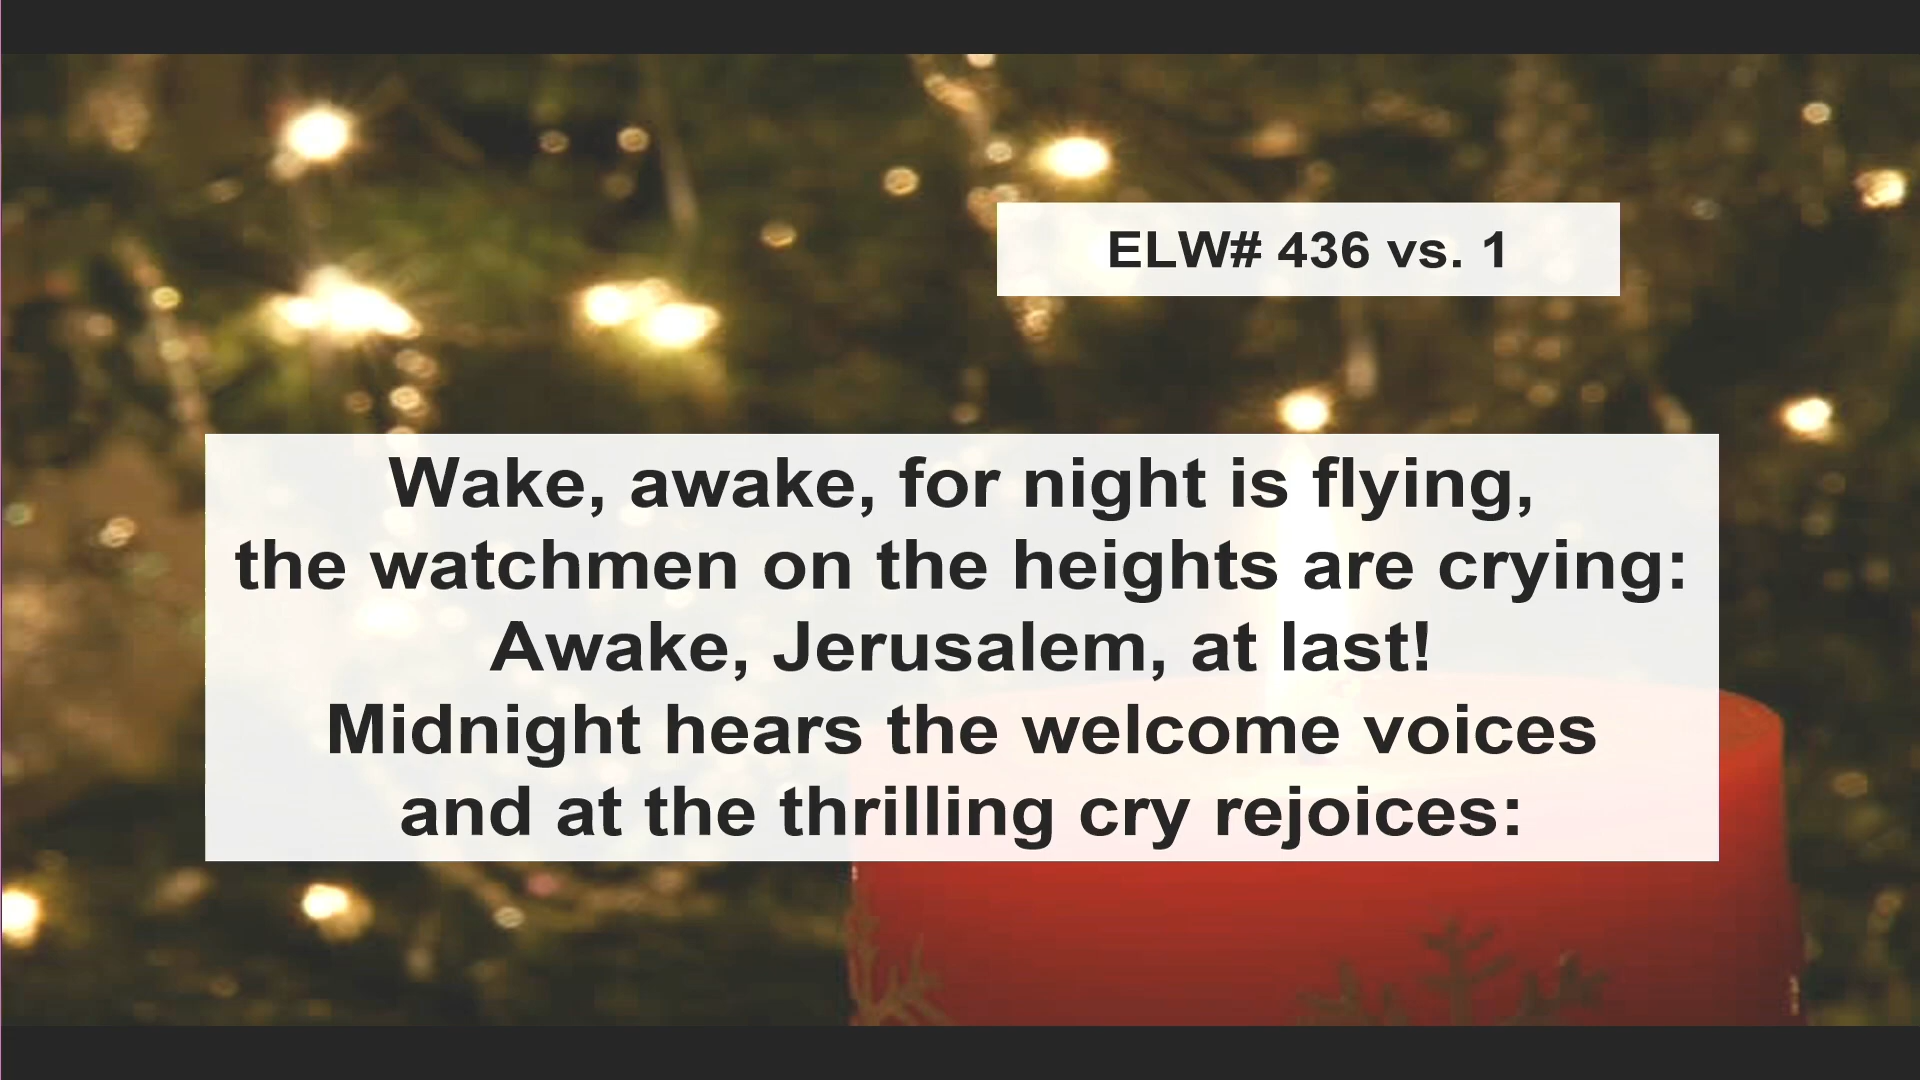 ELW# 436 vs. 1
Wake, awake, for night is flying,
the watchmen on the heights are crying:
Awake, Jerusalem, at last!
Midnight hears the welcome voices
and at the thrilling cry rejoices: